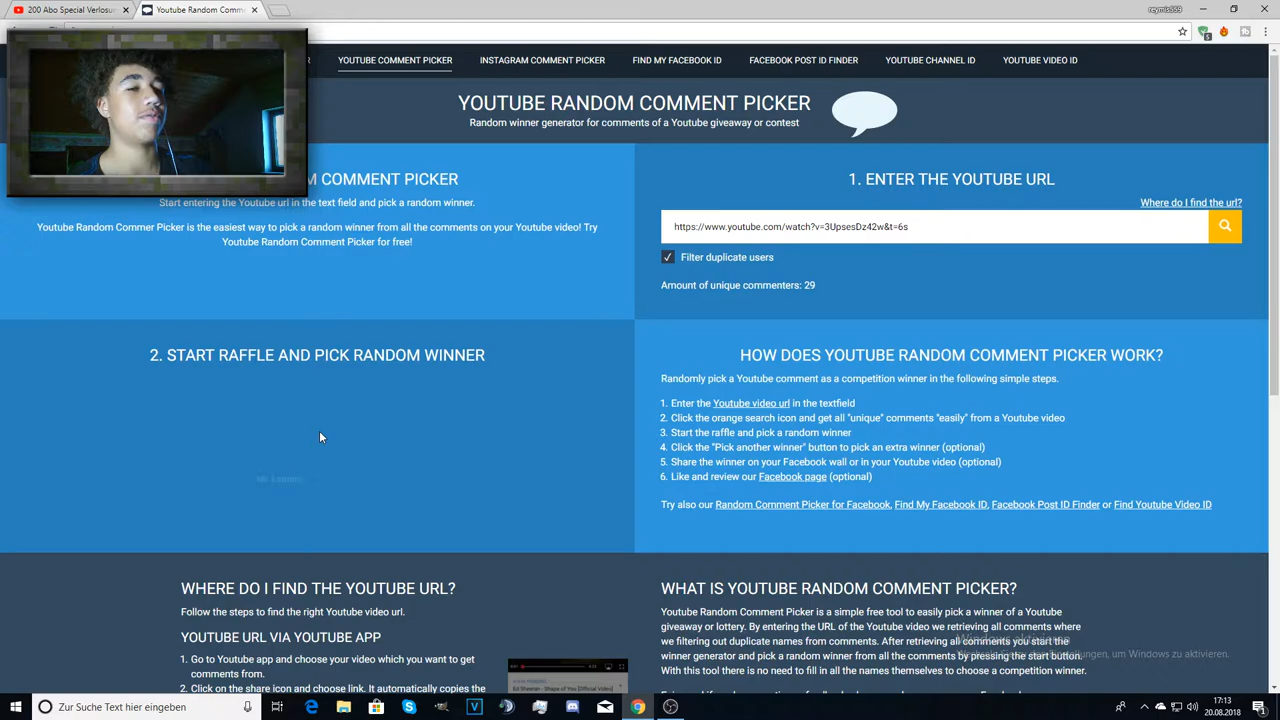 200 Abo Special Verlosu
Youtube Random Comm
reymis009
YOUTUBE COMMENT PICKER
INSTAGRAM COMMENT PICKER
FIND MY FACEBOOK ID
FACEBOOK POST ID FINDER
YOUTUBE CHANNEL ID
YOUTUBE VIDEO ID
YOUTUBE RANDOM COMMENT PICKER
Random winner generator for comments of a Youtube giveaway or contest
M COMMENT PICKER
Start entering the Youtube url in the text field and pick a random winner.
Youtube Random Commer Picker is the easiest way to pick a random winner from all the comments on your Youtube video! Try
Youtube Random Comment Picker for free!
1. ENTER THE YOUTUBE URL
Where do I find the url?
https://www.youtube.com/watch?v=3UpsesDz42w&t=6s
Filter duplicate users
Amount of unique commenters: 29
2. START RAFFLE AND PICK RANDOM WINNER
HOW DOES YOUTUBE RANDOM COMMENT PICKER WORK?
Randomly pick a Youtube comment as a competition winner in the following simple steps.
1. Enter the Youtube video url in the textfield
2. Click the orange search icon and get all "unique" comments "easily" from a Youtube video
3. Start the raffle and pick a random winner
4. Click the "Pick another winner" button to pick an extra winner (optional)
5. Share the winner on your Facebook wall or in your Youtube video (optional)
6. Like and review our Facebook page (optional)
Try also our Random Comment Picker for Facebook, Find My Facebook ID, Facebook Post ID Finder or Find Youtube Video ID
WHERE DO I FIND THE YOUTUBE URL?
Follow the steps to find the right Youtube video url.
YOUTUBE URL VIA YOUTUBE APP
1. Go to Youtube app and choose your video which you want to get
comments from.
2. Click on the share icon and choose link. It automatically copies the
Ed Sheeran - Shape of You [Official Video]
WHAT IS YOUTUBE RANDOM COMMENT PICKER?
Youtube Random Comment Picker is a simple free tool to easily pick a winner of a Youtube
giveaway or lottery. By entering the URL of the Youtube video we retrieving all comments where
we filtering out duplicate names from comments. After retrieving all comments you start the
winner generator and pick a random winner from all the comments by pressing the start button.
With this tool there is no need to fill in all the names themselves to choose a competition winner.
Windows aktivieren
um Windows zu aktivieren.
Zur Suche Text hier eingeben
17:13
20.08.2018